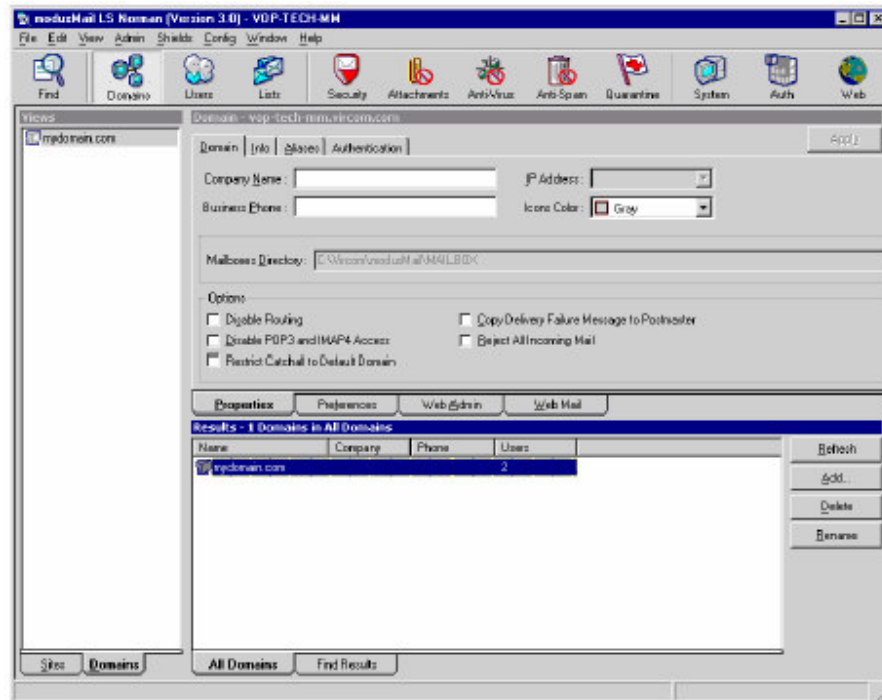 modusMail LS Norman (Version 3.0) - VOP-TECH-MM
File Edit View Admin Shields Config Window Help
Find Domains Users Lists Security Attachments Anti-Virus Anti-Spam Quarantine System Auth Web
Views
mydomain.com
Domain - vop-tech-mm.vircom.com
Apply
Domain Info Aliases Authentication
Company Name :
IP Address :
Business Phone :
Icons Color : Gray
Mailboxes Directory : C:\Vircom\modusMail\MAILBOX
Options
Disable Routing
Copy Delivery Failure Message to Postmaster
Disable POP3 and IMAP4 Access
Reject All Incoming Mail
Restrict Catchall to Default Domain
Properties Preferences Web Admin Web Mail
Results - 1 Domains in All Domains
Name Company Phone Users
mydomain.com 2
Refresh
Add...
Delete
Rename
Sites Domains
All Domains Find Results